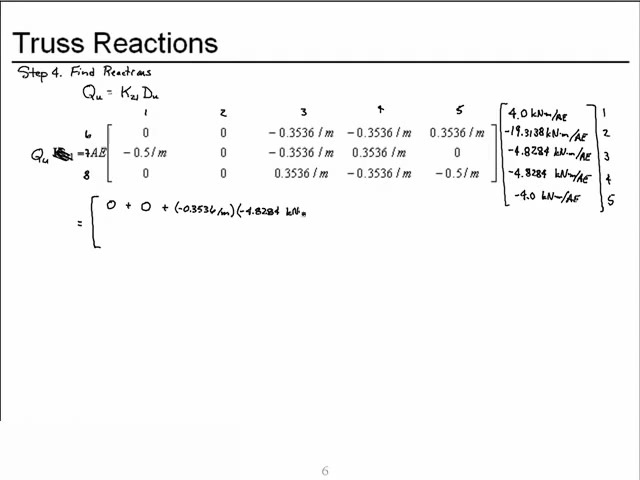 Truss Reactions
Step 4. Find Reactions
Qu = K21 Du
1 2 3 4 5
6 0 0 −0.3536/m −0.3536/m 0.3536/m
Qu = 7 AE −0.5/m 0 −0.3536/m 0.3536/m 0
8 0 0 0.3536/m −0.3536/m −0.5/m
4.0 kN·m/AE 1
-19.3138 kN·m/AE 2
-4.8284 kN·m/AE 3
-4.8284 kN·m/AE 4
-4.0 kN·m/AE 5
= 0 + 0 + (-0.3536/m)(-4.8284 kN·
6